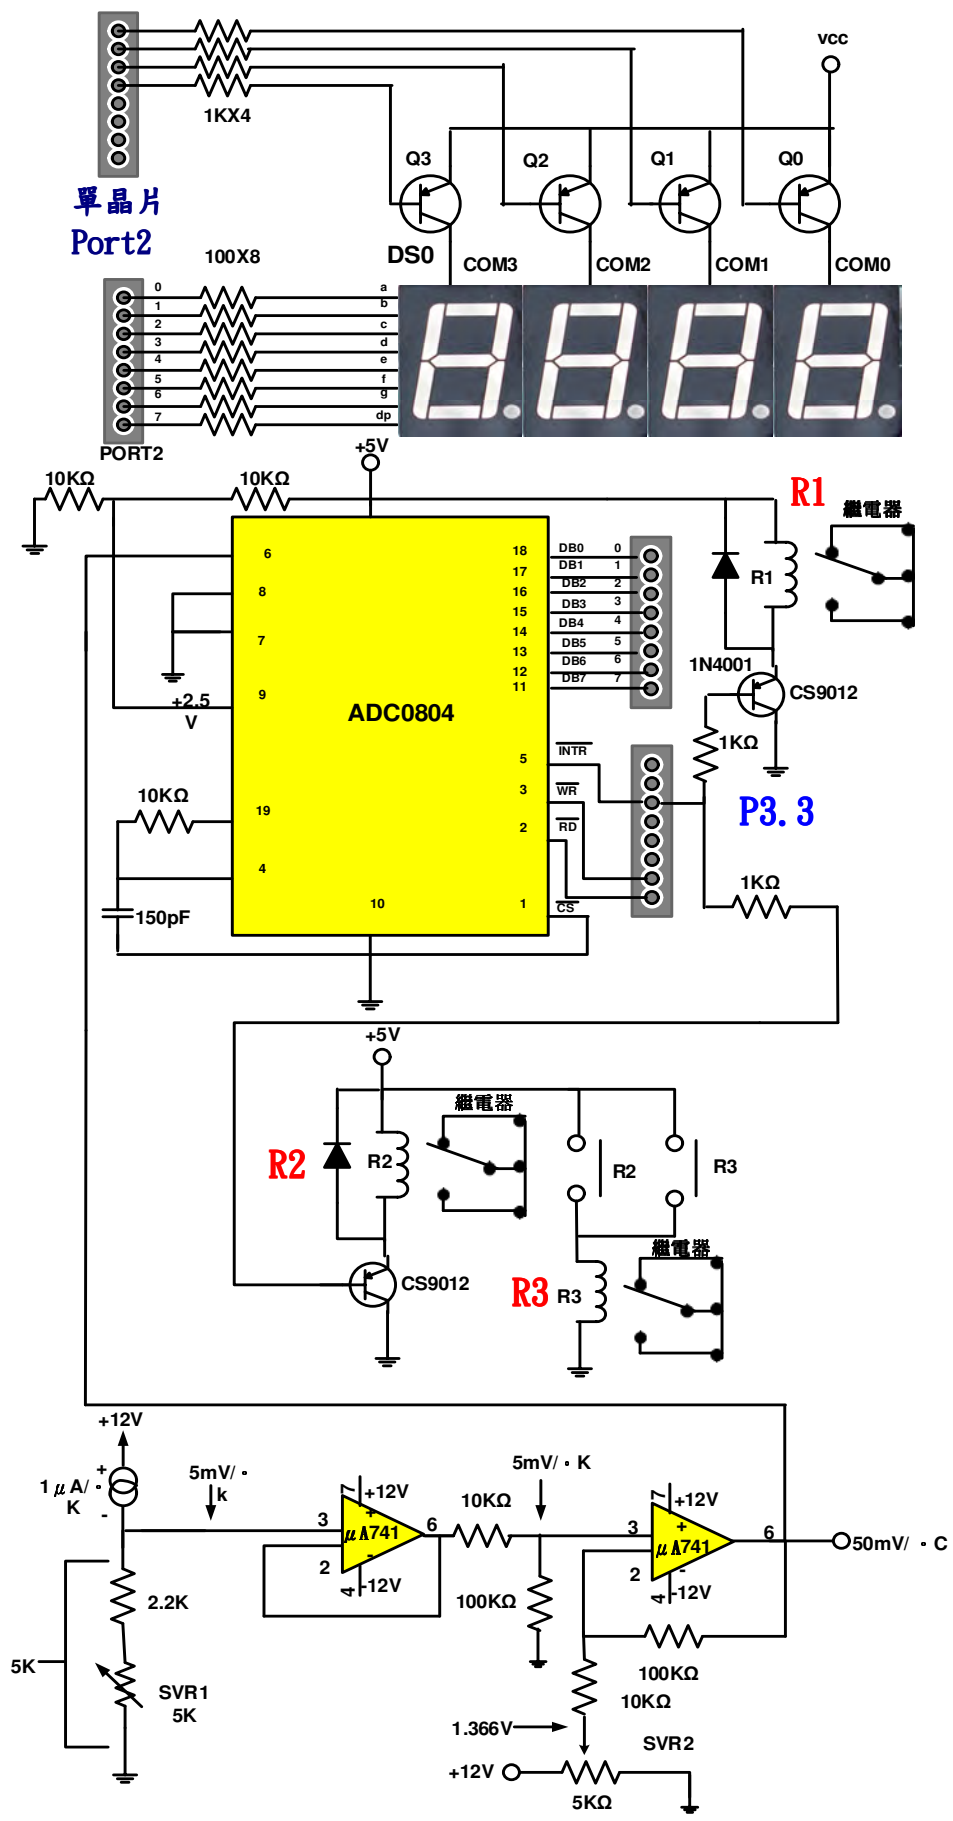 vcc
1KX4
Q3
Q2
Q1
Q0
單晶片
Port2
DS0
COM3
COM2
COM1
COM0
100X8
0
1
2
3
4
5
6
7
a
b
c
d
e
f
g
dp
PORT2
+5V
10KΩ
10KΩ
R1
繼電器
6
8
7
9
19
4
10
18
17
16
15
14
13
12
11
5
3
2
1
DB0 0
DB1 1
DB2 2
DB3 3
DB4 4
DB5 5
DB6 6
DB7 7
R1
1N4001
CS9012
+2.5
V
ADC0804
INTR
WR
RD
CS
1KΩ
P3.3
10KΩ
1KΩ
150pF
+5V
繼電器
R2
R2
R2
R3
繼電器
CS9012
R3
R3
+12V
1μA/。
K
+
-
5mV/。
k
3
2
7
+12V
+
μA741
-
6
4
-12V
10KΩ
5mV/。K
100KΩ
3
2
7
+12V
+
μA741
-
6
4
-12V
50mV/。C
2.2K
5K
SVR1
5K
100KΩ
10KΩ
1.366V
SVR2
+12V
5KΩ